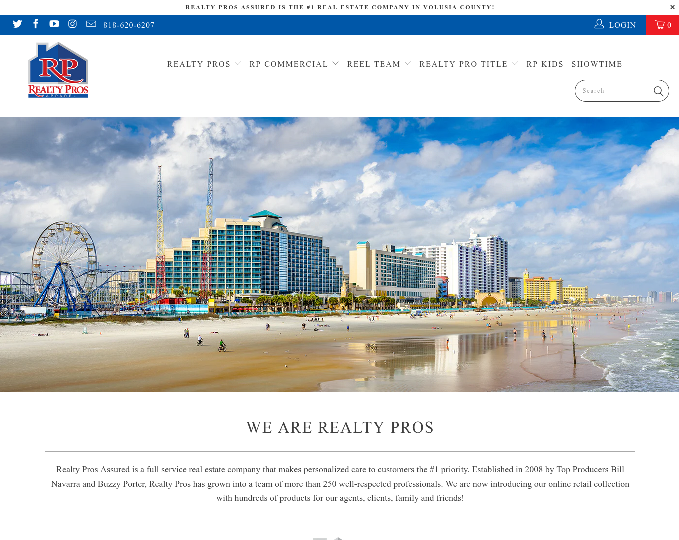 REALTY PROS ASSURED IS THE #1 REAL ESTATE COMPANY IN VOLUSIA COUNTY!
818-620-6207
LOGIN
0
RP
REALTY PROS
REALTY PROS
RP COMMERCIAL
REEL TEAM
REALTY PRO TITLE
RP KIDS
SHOWTIME
Search
WE ARE REALTY PROS
Realty Pros Assured is a full service real estate company that makes personalized care to customers the #1 priority. Established in 2008 by Top Producers Bill
Navarra and Buzzy Porter, Realty Pros has grown into a team of more than 250 well-respected professionals. We are now introducing our online retail collection
with hundreds of products for our agents, clients, family and friends!